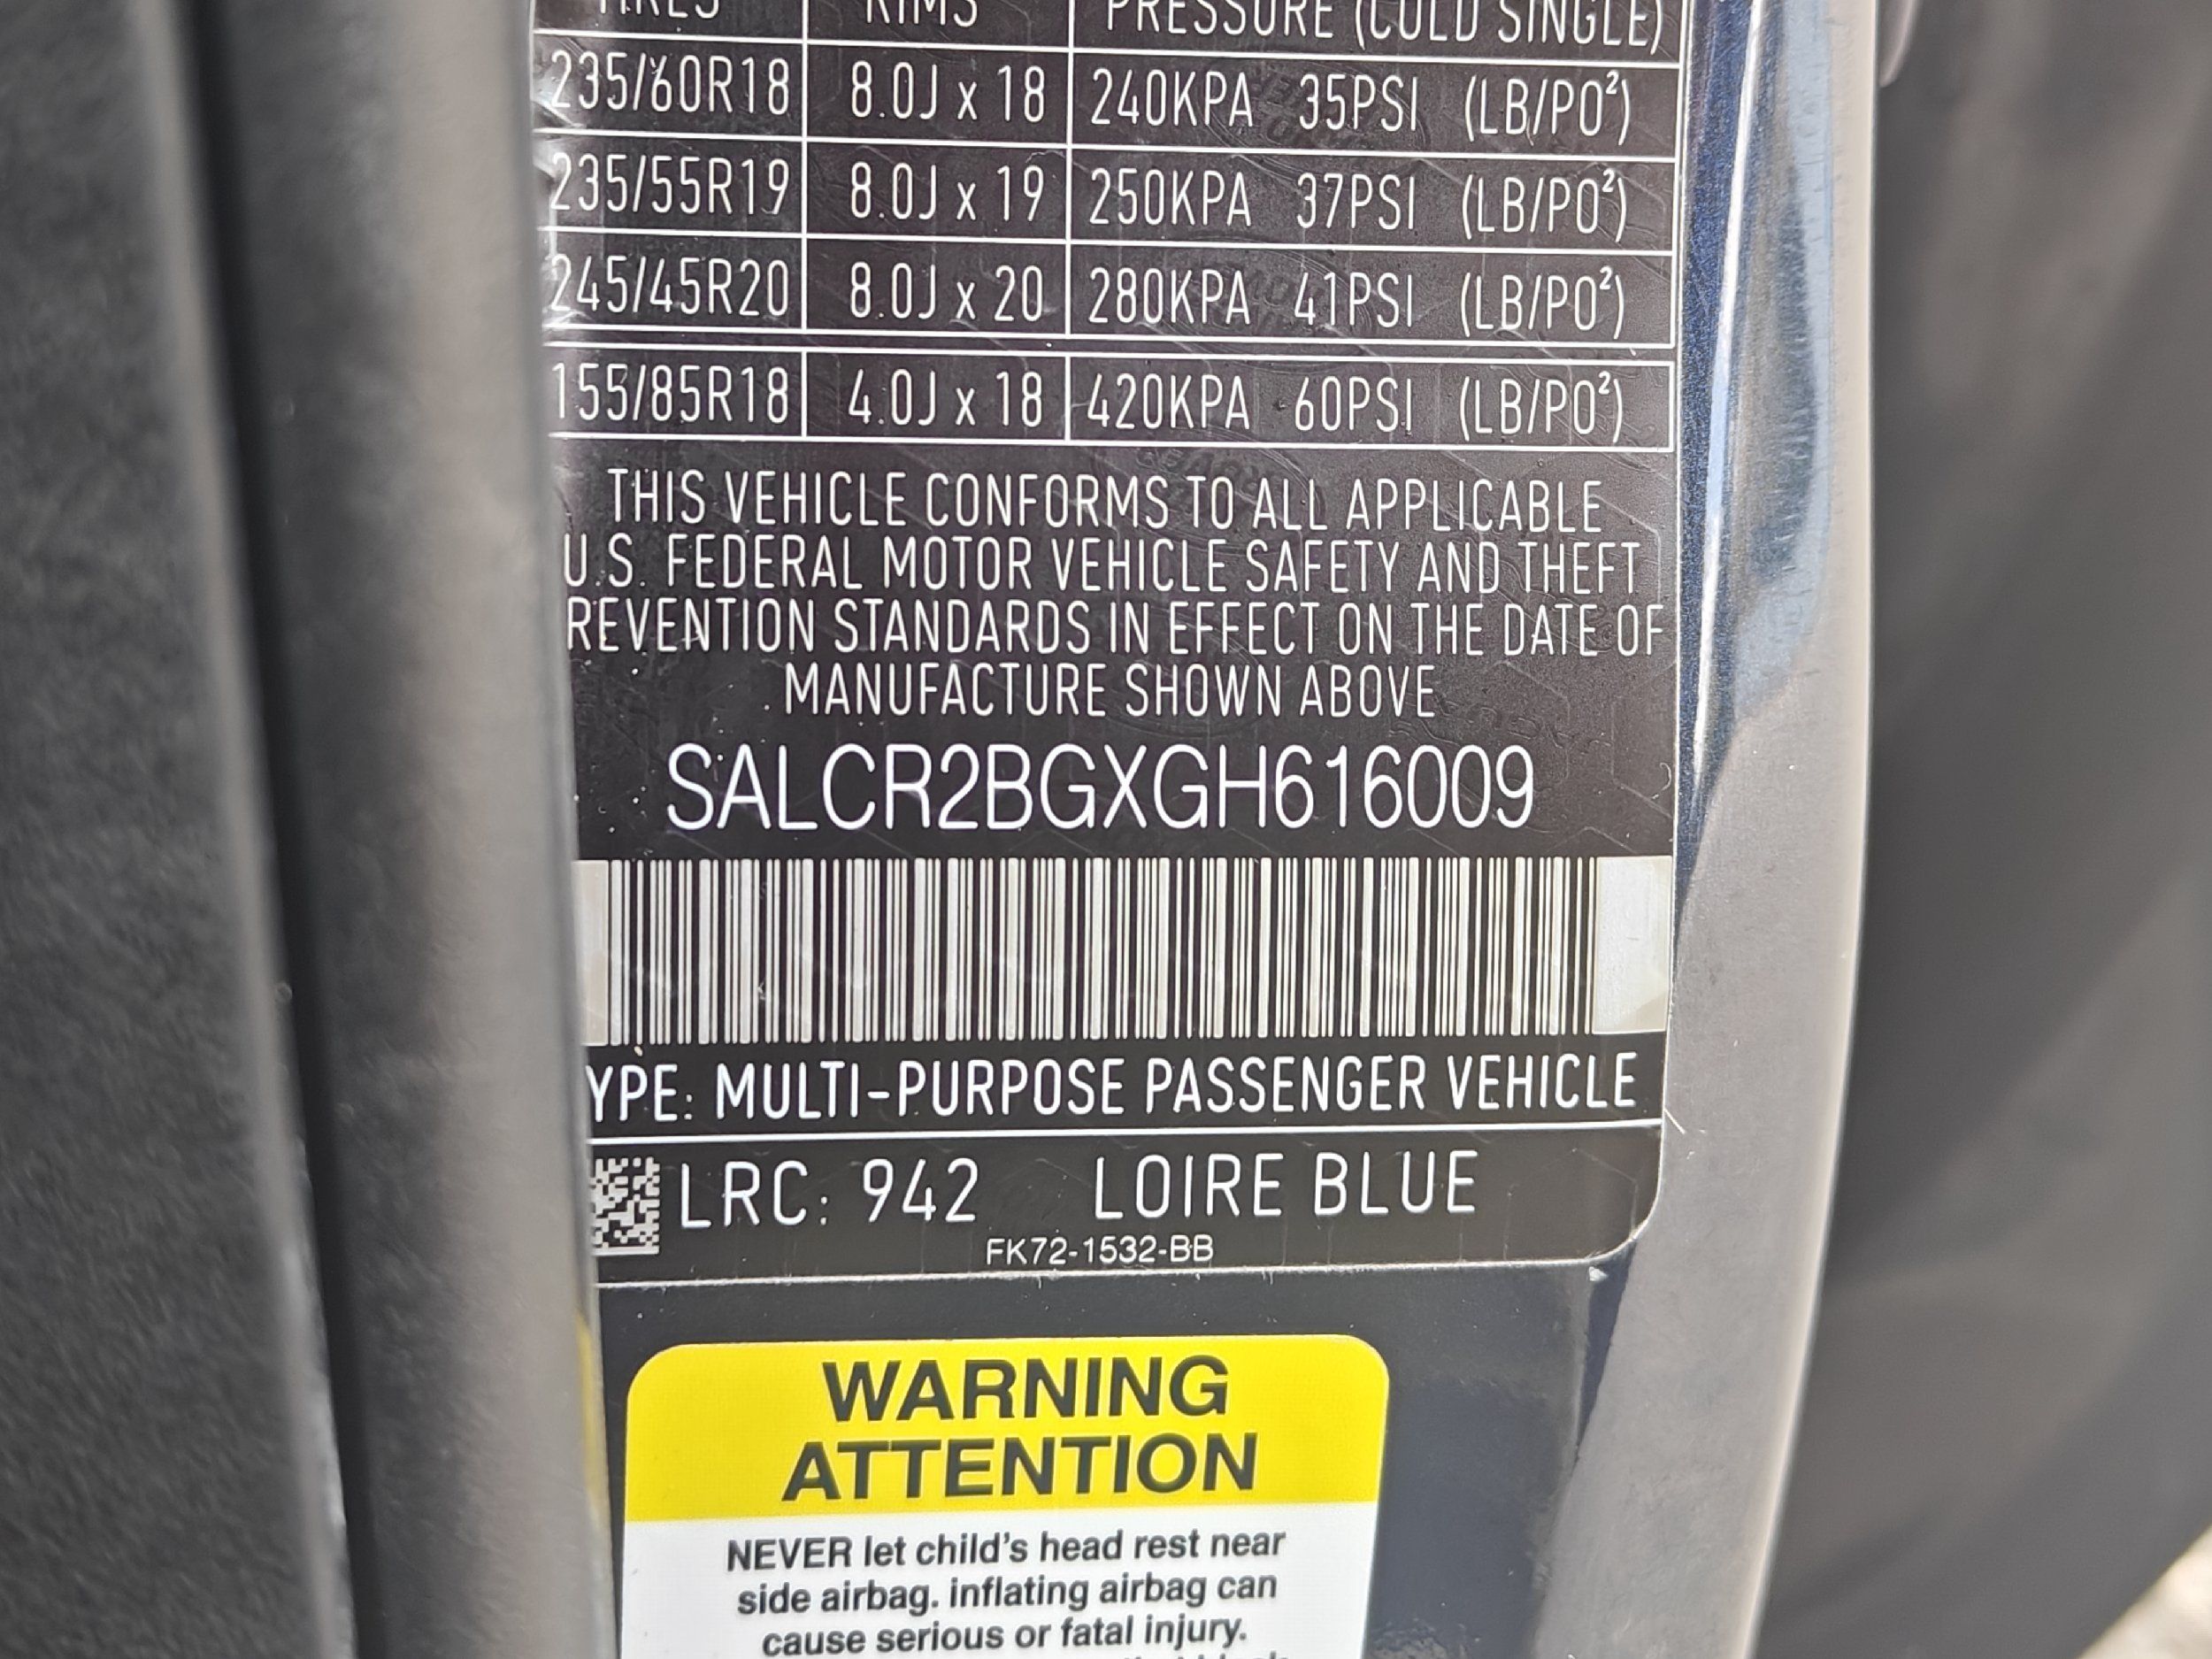 PRESSURE (COLD SINGLE)
235/60R18 8.0J x 18 240KPA 35PSI (LB/PO²)
235/55R19 8.0J x 19 250KPA 37PSI (LB/PO²)
245/45R20 8.0J x 20 280KPA 41PSI (LB/PO²)
155/85R18 4.0J x 18 420KPA 60PSI (LB/PO²)
THIS VEHICLE CONFORMS TO ALL APPLICABLE
U.S. FEDERAL MOTOR VEHICLE SAFETY AND THEFT
REVENTION STANDARDS IN EFFECT ON THE DATE OF
MANUFACTURE SHOWN ABOVE
SALCR2BGXGH616009
YPE: MULTI-PURPOSE PASSENGER VEHICLE
LRC: 942 LOIRE BLUE
FK72-1532-BB
WARNING
ATTENTION
NEVER let child's head rest near
side airbag. inflating airbag can
cause serious or fatal injury.